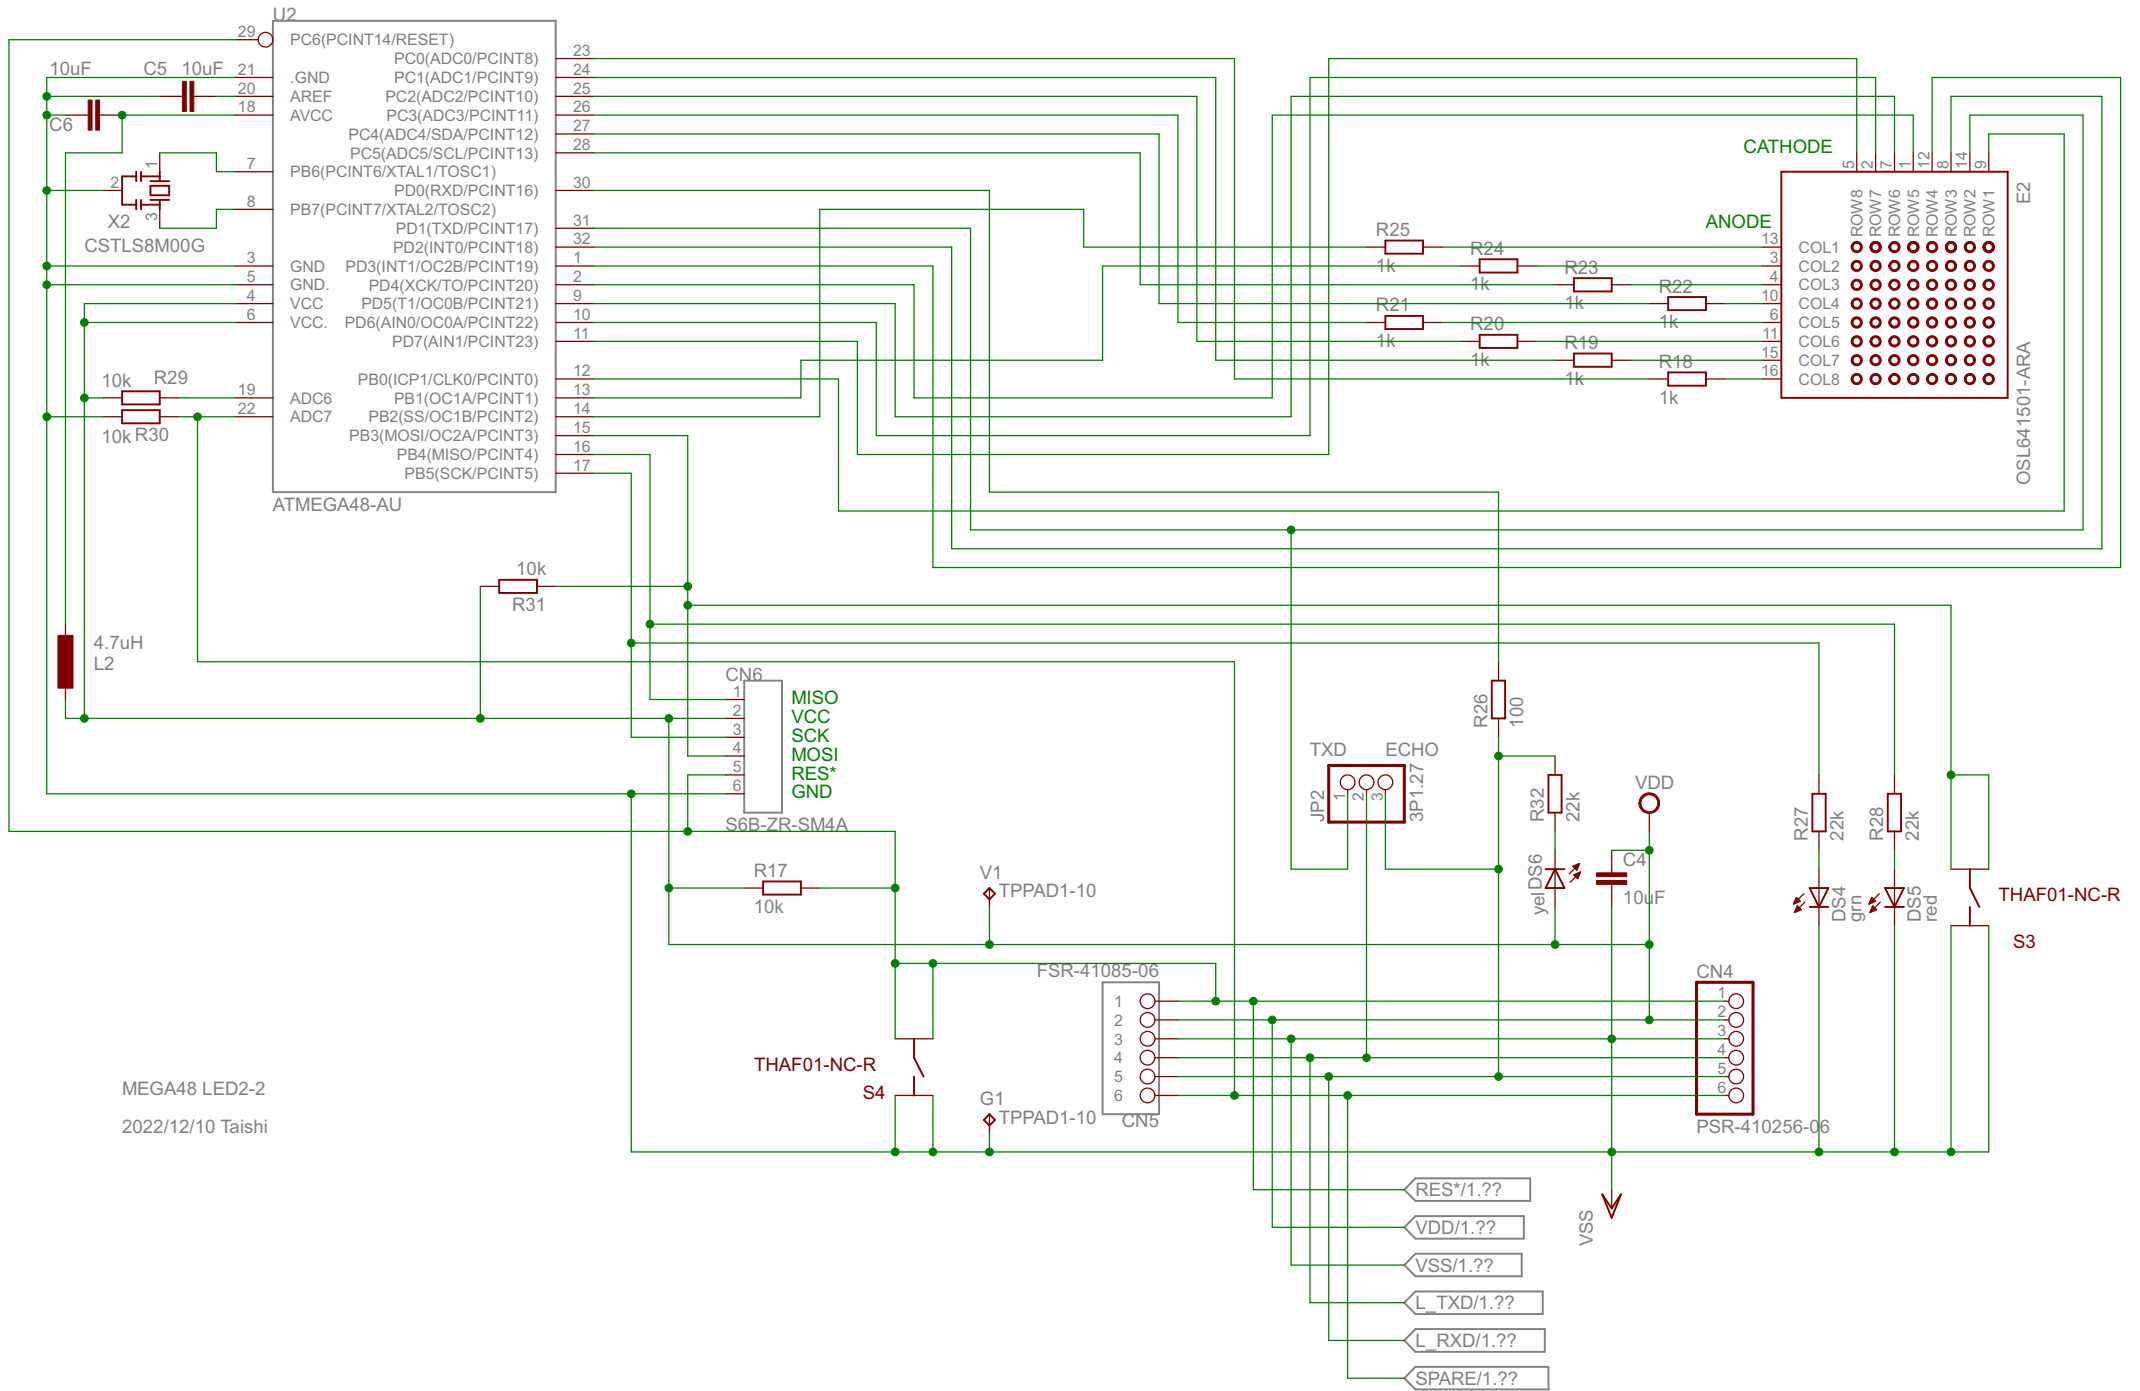 U2
29
PC6(PCINT14/RESET)
21
.GND
20
AREF
18
AVCC
7
PB6(PCINT6/XTAL1/TOSC1)
8
PB7(PCINT7/XTAL2/TOSC2)
3
GND
5
GND.
4
VCC
6
VCC.
19
ADC6
22
ADC7
PC0(ADC0/PCINT8)
23
PC1(ADC1/PCINT9)
24
PC2(ADC2/PCINT10)
25
PC3(ADC3/PCINT11)
26
PC4(ADC4/SDA/PCINT12)
27
PC5(ADC5/SCL/PCINT13)
28
PD0(RXD/PCINT16)
30
PD1(TXD/PCINT17)
31
PD2(INT0/PCINT18)
32
PD3(INT1/OC2B/PCINT19)
1
PD4(XCK/TO/PCINT20)
2
PD5(T1/OC0B/PCINT21)
9
PD6(AIN0/OC0A/PCINT22)
10
PD7(AIN1/PCINT23)
11
PB0(ICP1/CLK0/PCINT0)
12
PB1(OC1A/PCINT1)
13
PB2(SS/OC1B/PCINT2)
14
PB3(MOSI/OC2A/PCINT3)
15
PB4(MISO/PCINT4)
16
PB5(SCK/PCINT5)
17
ATMEGA48-AU
10uF
C5
10uF
C6
1
2
3
X2
CSTLS8M00G
10k
R29
10k
R30
10k
R31
4.7uH
L2
CATHODE
5
2
7
1
12
8
14
9
ROW8
ROW7
ROW6
ROW5
ROW4
ROW3
ROW2
ROW1
E2
ANODE
13
COL1
3
COL2
4
COL3
10
COL4
6
COL5
11
COL6
15
COL7
16
COL8
OSL641501-ARA
R25
1k
R24
1k
R23
1k
R22
1k
R21
1k
R20
1k
R19
1k
R18
1k
CN6
1
MISO
2
VCC
3
SCK
4
MOSI
5
RES*
6
GND
S6B-ZR-SM4A
R17
10k
V1
TPPAD1-10
TXD
ECHO
JP2
1
2
3
3P1.27
R26
100
R32
22k
yel
DS6
VDD
C4
10uF
R27
22k
R28
22k
DS4
grn
DS5
red
THAF01-NC-R
S3
FSR-41085-06
1
2
3
4
5
6
CN5
CN4
1
2
3
4
5
6
PSR-410256-06
THAF01-NC-R
S4
G1
TPPAD1-10
MEGA48 LED2-2
2022/12/10 Taishi
VSS
RES*/1.??
VDD/1.??
VSS/1.??
L_TXD/1.??
L_RXD/1.??
SPARE/1.??